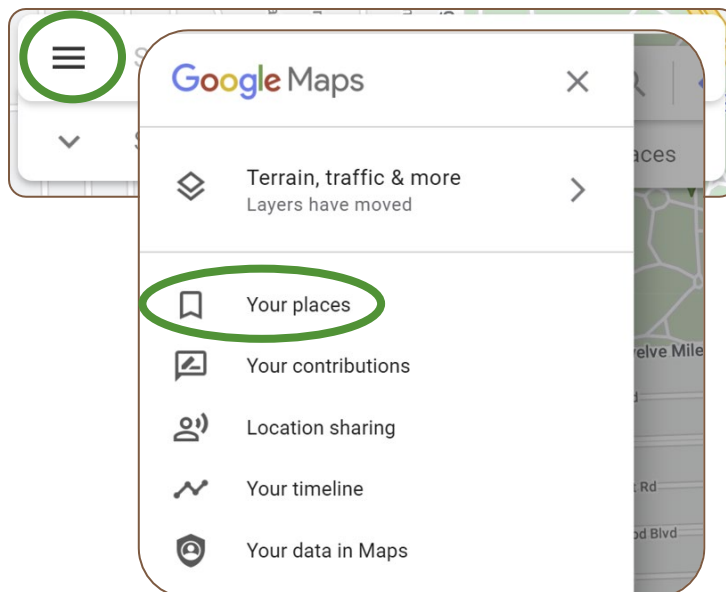 Google Maps
aces
Terrain, traffic & more
Layers have moved
Your places
Your contributions
elve Mile
Location sharing
Your timeline
Rd
od Blvd
Your data in Maps